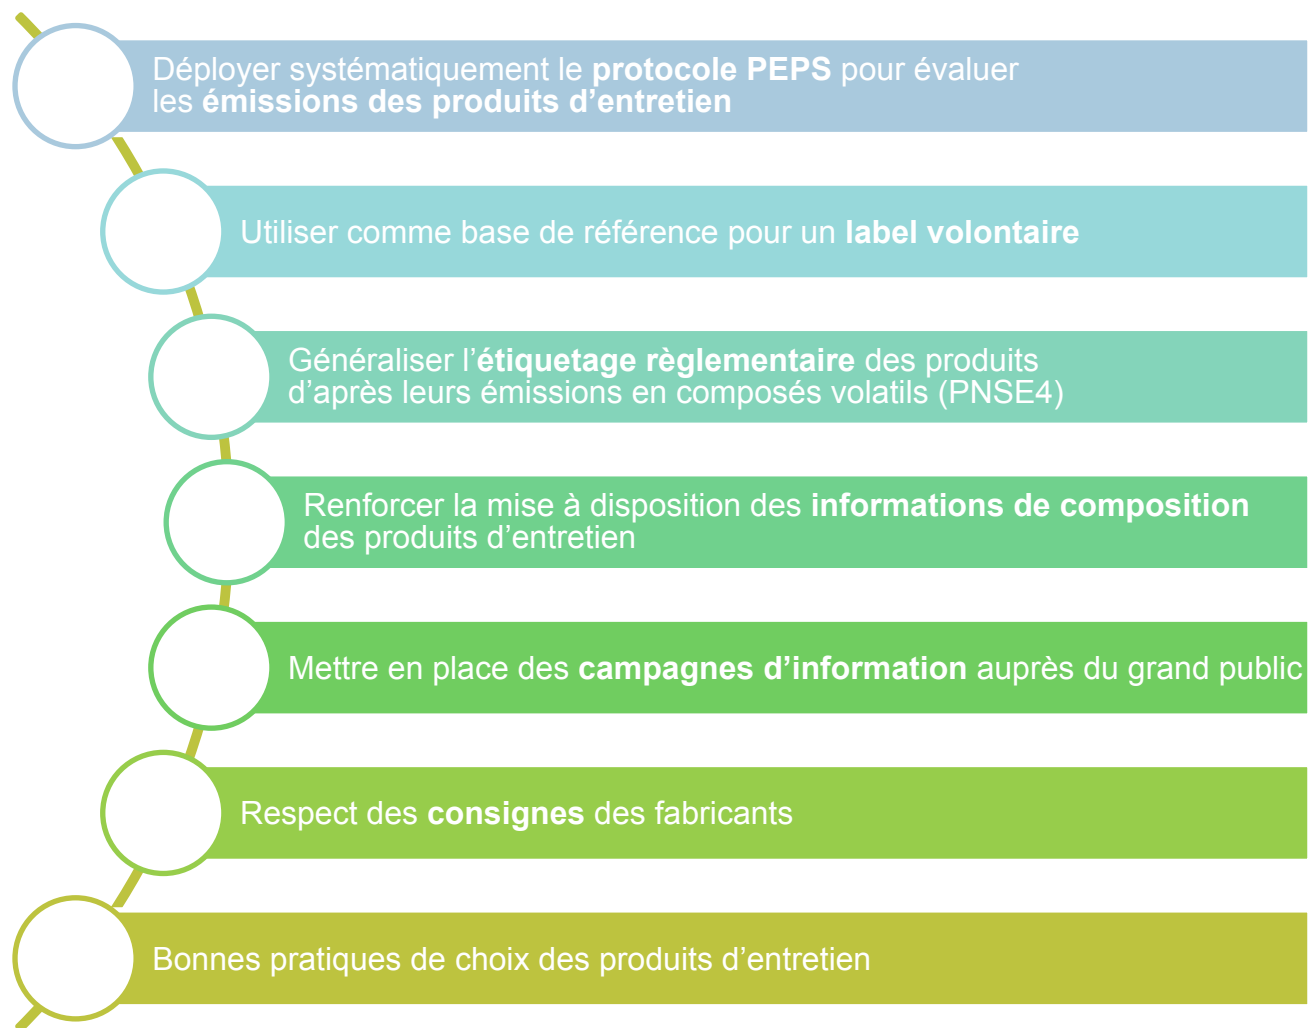 Déployer systématiquement le protocole PEPS pour évaluer
les émissions des produits d’entretien
Utiliser comme base de référence pour un label volontaire
Généraliser l’étiquetage règlementaire des produits
d’après leurs émissions en composés volatils (PNSE4)
Renforcer la mise à disposition des informations de composition
des produits d’entretien
Mettre en place des campagnes d’information auprès du grand public
Respect des consignes des fabricants
Bonnes pratiques de choix des produits d’entretien